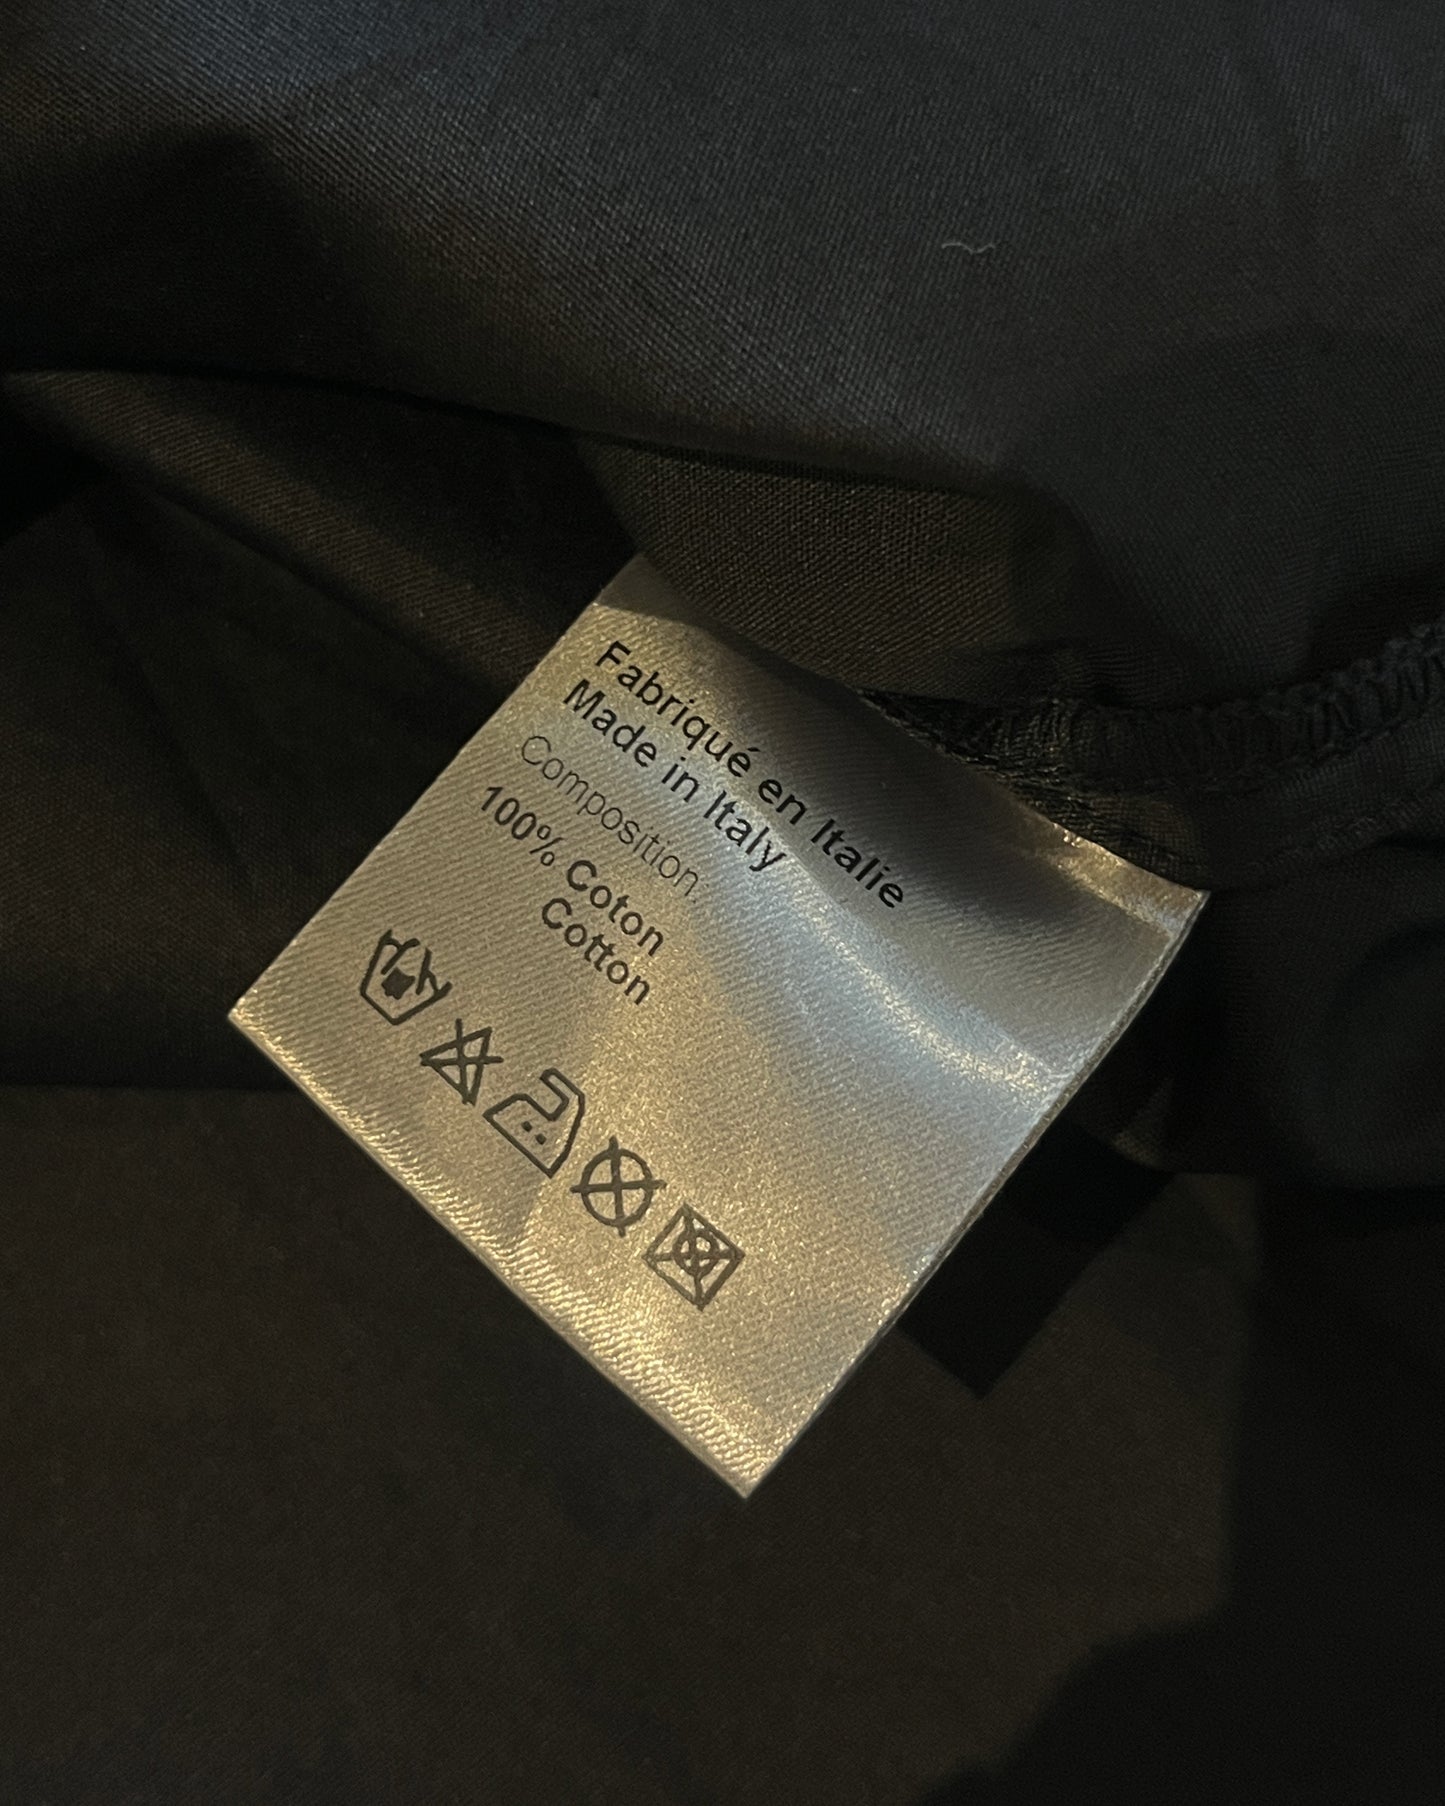 Fabriqué en Italie
Made in Italy
Composition:
100% Coton
Cotton